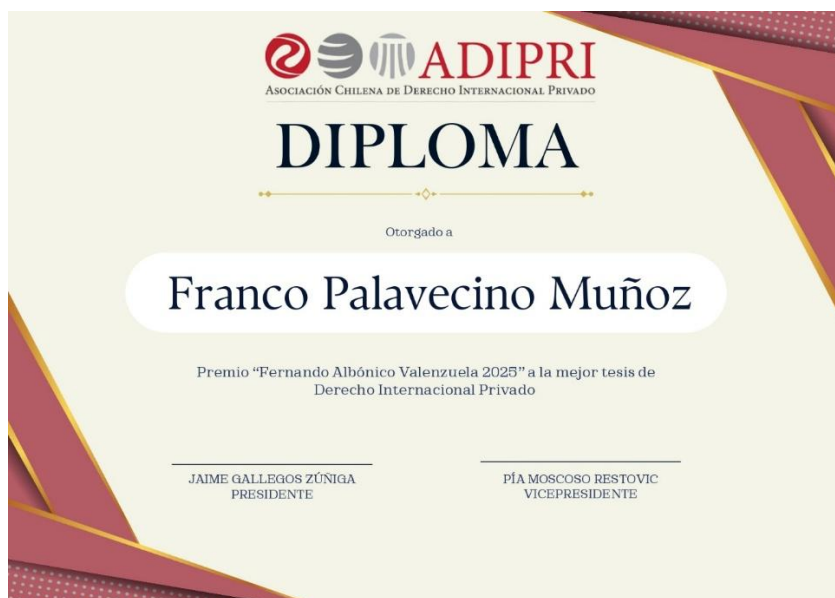 ADIPRI
ASOCIACIÓN CHILENA DE DERECHO INTERNACIONAL PRIVADO
DIPLOMA
Otorgado a
Franco Palavecino Muñoz
Premio “Fernando Albónico Valenzuela 2025” a la mejor tesis de
Derecho Internacional Privado
JAIME GALLEGOS ZÚÑIGA
PRESIDENTE
PÍA MOSCOSO RESTOVIC
VICEPRESIDENTE